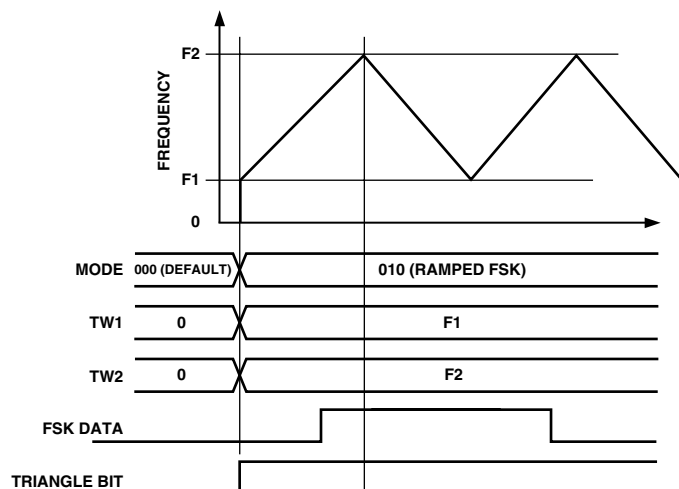 F2
FREQUENCY
F1
0
MODE 000 (DEFAULT) 010 (RAMPED FSK)
TW1 0 F1
TW2 0 F2
FSK DATA
TRIANGLE BIT